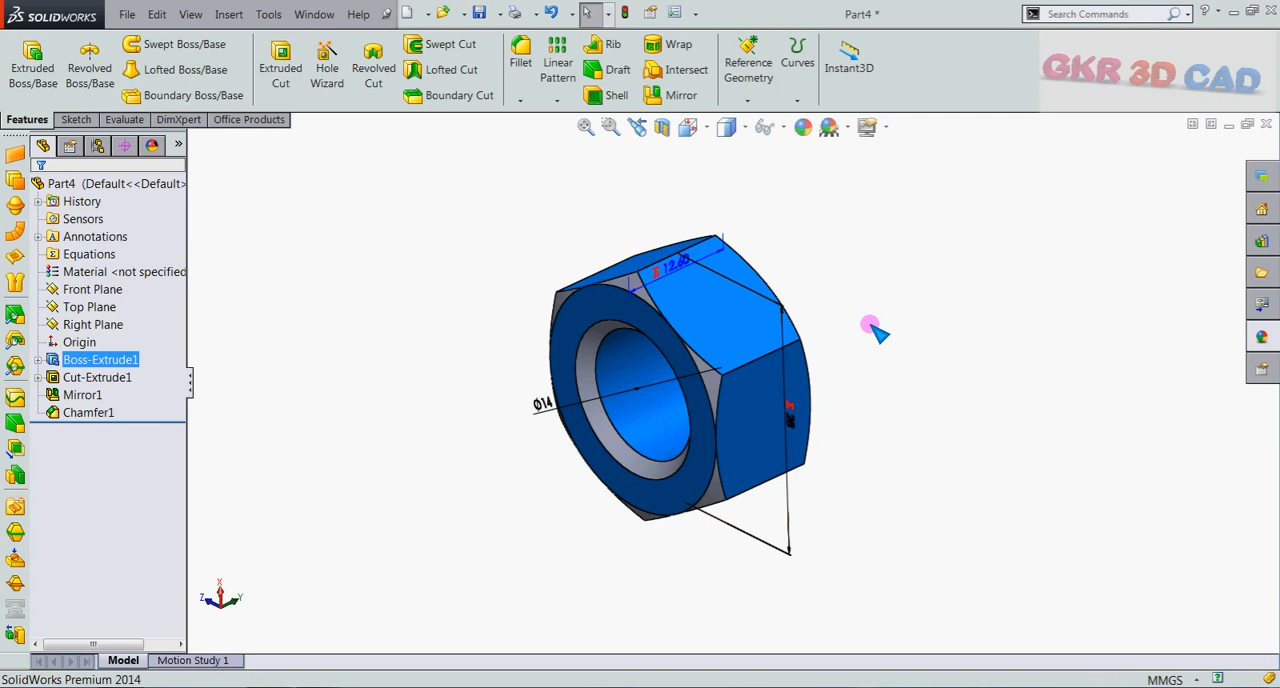 SOLIDWORKS File Edit View Insert Tools Window Help Part4 * Search Commands
Extruded Boss/Base
Revolved Boss/Base
Swept Boss/Base
Lofted Boss/Base
Boundary Boss/Base
Extruded Cut
Hole Wizard
Revolved Cut
Swept Cut
Lofted Cut
Boundary Cut
Fillet
Linear Pattern
Rib
Draft
Shell
Wrap
Intersect
Mirror
Reference Geometry
Curves
Instant3D
GKR 3D CAD
Features Sketch Evaluate DimXpert Office Products
Part4 (Default<<Default>
History
Sensors
Annotations
Equations
Material <not specified
Front Plane
Top Plane
Right Plane
Origin
Boss-Extrude1
Cut-Extrude1
Mirror1
Chamfer1
Σ 12.60
Ø14
X
Z
Y
Model Motion Study 1
SolidWorks Premium 2014
MMGS